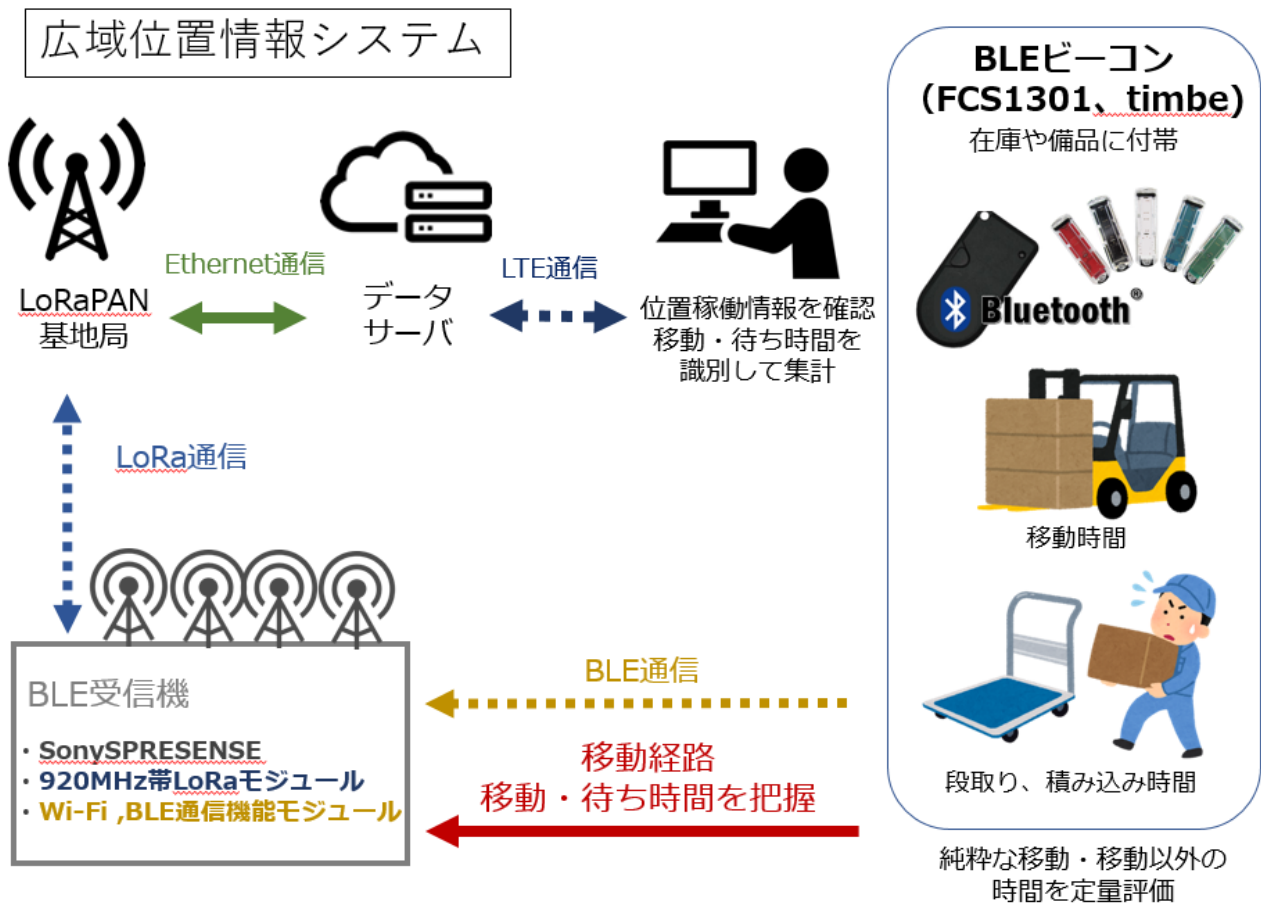 広域位置情報システム
BLEビーコン
（FCS1301、timbe)
在庫や備品に付帯
Ethernet通信
LTE通信
LoRaPAN
基地局
データ
サーバ
位置稼働情報を確認
移動・待ち時間を
識別して集計
Bluetooth®
移動時間
LoRa通信
BLE受信機
・SonySPRESENSE
・920MHz帯LoRaモジュール
・Wi-Fi ,BLE通信機能モジュール
BLE通信
移動経路
移動・待ち時間を把握
段取り、積み込み時間
純粋な移動・移動以外の
時間を定量評価